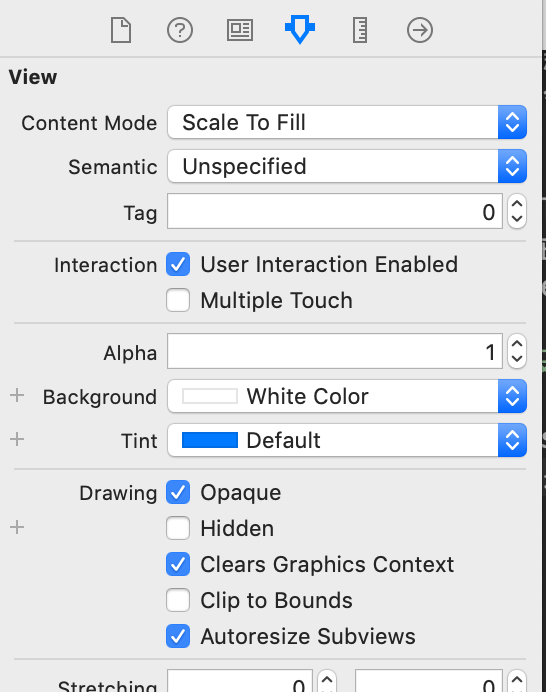 View
Content Mode Scale To Fill
Semantic Unspecified
Tag 0
Interaction User Interaction Enabled
Multiple Touch
Alpha 1
+ Background White Color
+ Tint Default
Drawing Opaque
+ Hidden
Clears Graphics Context
Clip to Bounds
Autoresize Subviews
Stretching 0 0